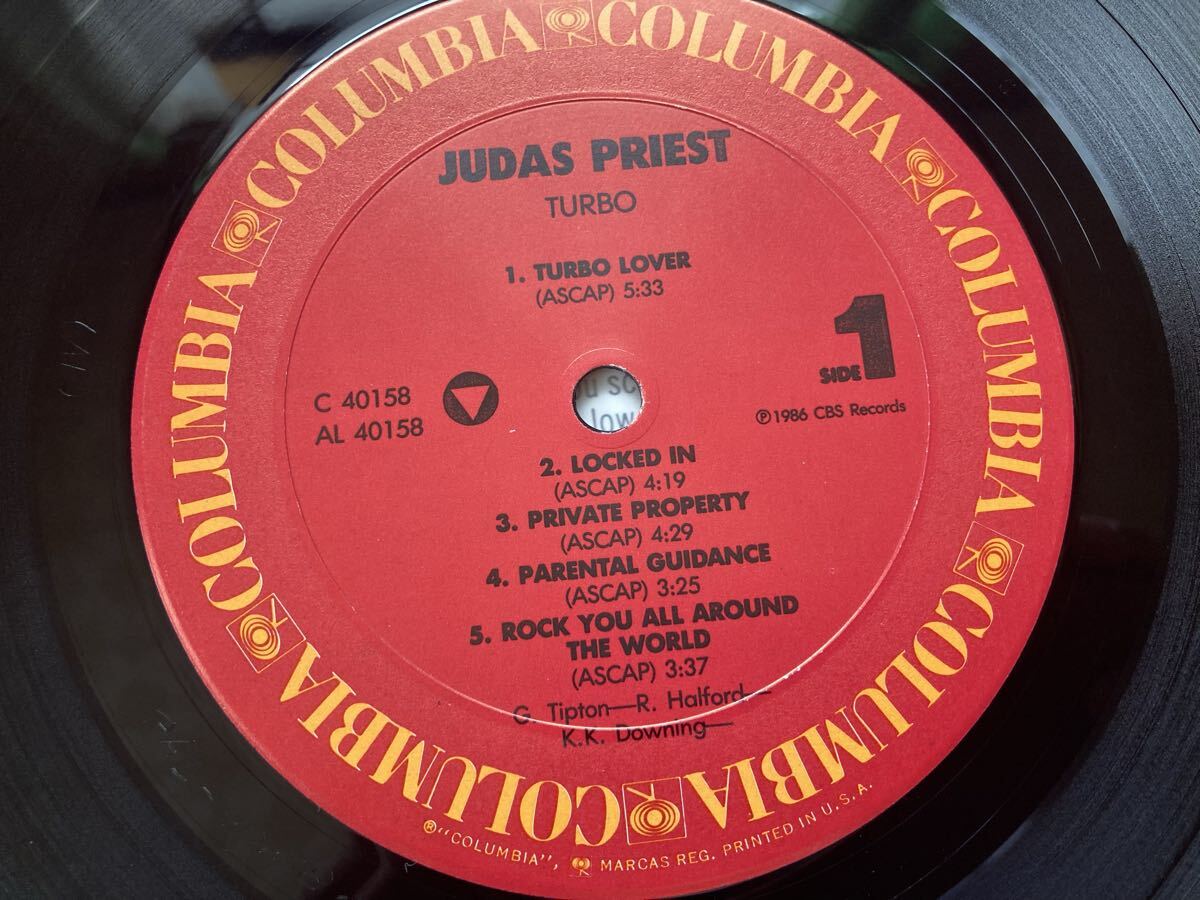 COLUMBIA COLUMBIA COLUMBIA COLUMBIA COLUMBIA COLUMBIA COLUMBIA COLUMBIA
JUDAS PRIEST
TURBO
1. TURBO LOVER
(ASCAP) 5:33
SIDE 1
C 40158
AL 40158
℗ 1986 CBS Records
2. LOCKED IN
(ASCAP) 4:19
3. PRIVATE PROPERTY
(ASCAP) 4:29
4. PARENTAL GUIDANCE
(ASCAP) 3:25
5. ROCK YOU ALL AROUND
THE WORLD
(ASCAP) 3:37
G. Tipton—R. Halford—
K.K. Downing—
®"COLUMBIA", MARCAS REG. PRINTED IN U.S.A.